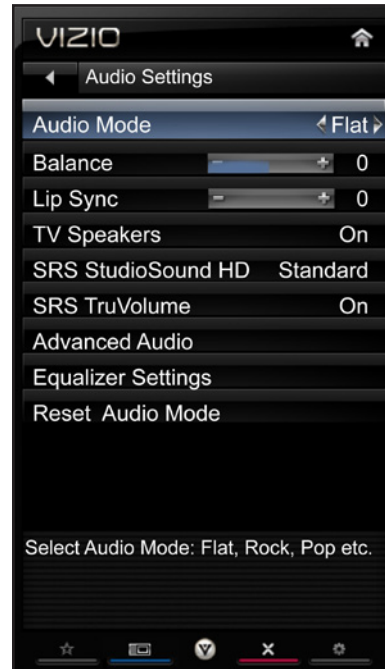 VIZIO
Audio Settings
Audio Mode Flat
Balance 0
Lip Sync 0
TV Speakers On
SRS StudioSound HD Standard
SRS TruVolume On
Advanced Audio
Equalizer Settings
Reset Audio Mode
Select Audio Mode: Flat, Rock, Pop etc.
V